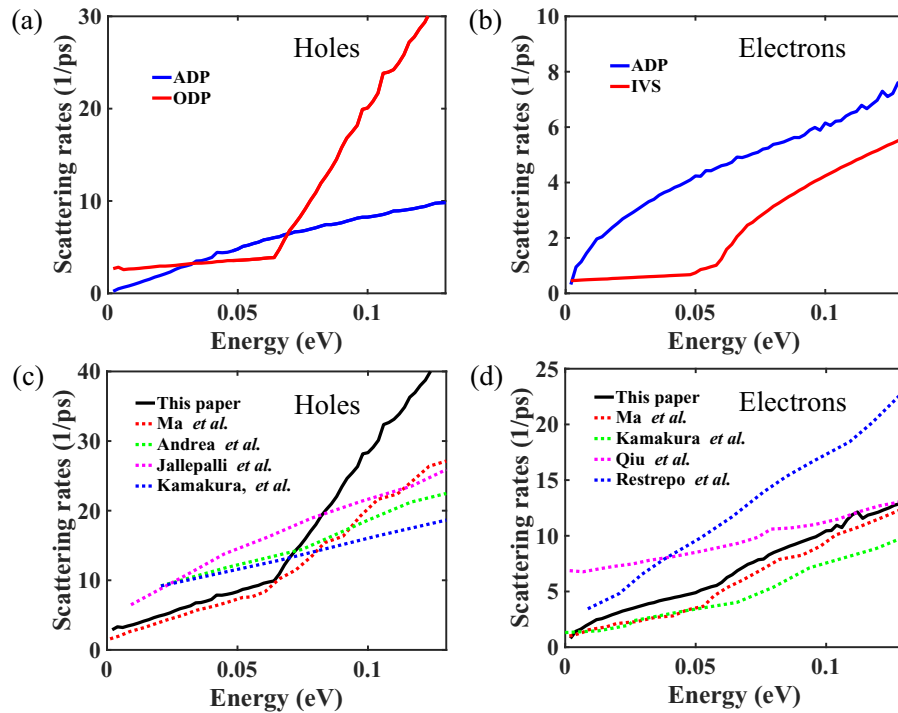 (a)
Holes
ADP
ODP
Scattering rates (1/ps)
30
20
10
0
0
0.05
0.1
Energy (eV)
(b)
Electrons
ADP
IVS
Scattering rates (1/ps)
10
8
6
4
2
0
0
0.05
0.1
Energy (eV)
(c)
Holes
This paper
Ma et al.
Andrea et al.
Jallepalli et al.
Kamakura, et al.
Scattering rates (1/ps)
40
30
20
10
0
0
0.05
0.1
Energy (eV)
(d)
Electrons
This paper
Ma et al.
Kamakura et al.
Qiu et al.
Restrepo et al.
Scattering rates (1/ps)
25
20
15
10
5
0
0
0.05
0.1
Energy (eV)